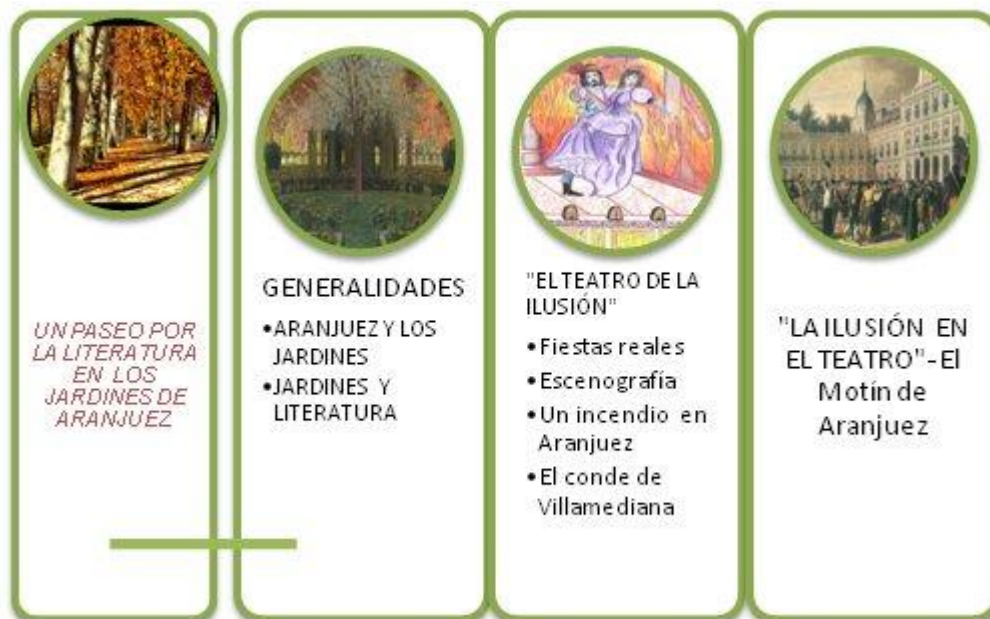 UN PASEO POR
LA LITERATURA
EN LOS
JARDINES DE
ARANJUEZ
GENERALIDADES
•ARANJUEZ Y LOS
JARDINES
•JARDINES Y
LITERATURA
"EL TEATRO DE LA
ILUSIÓN"
•Fiestas reales
•Escenografía
•Un incendio en
Aranjuez
•El conde de
Villamediana
"LA ILUSIÓN EN
EL TEATRO"-El
Motín de
Aranjuez